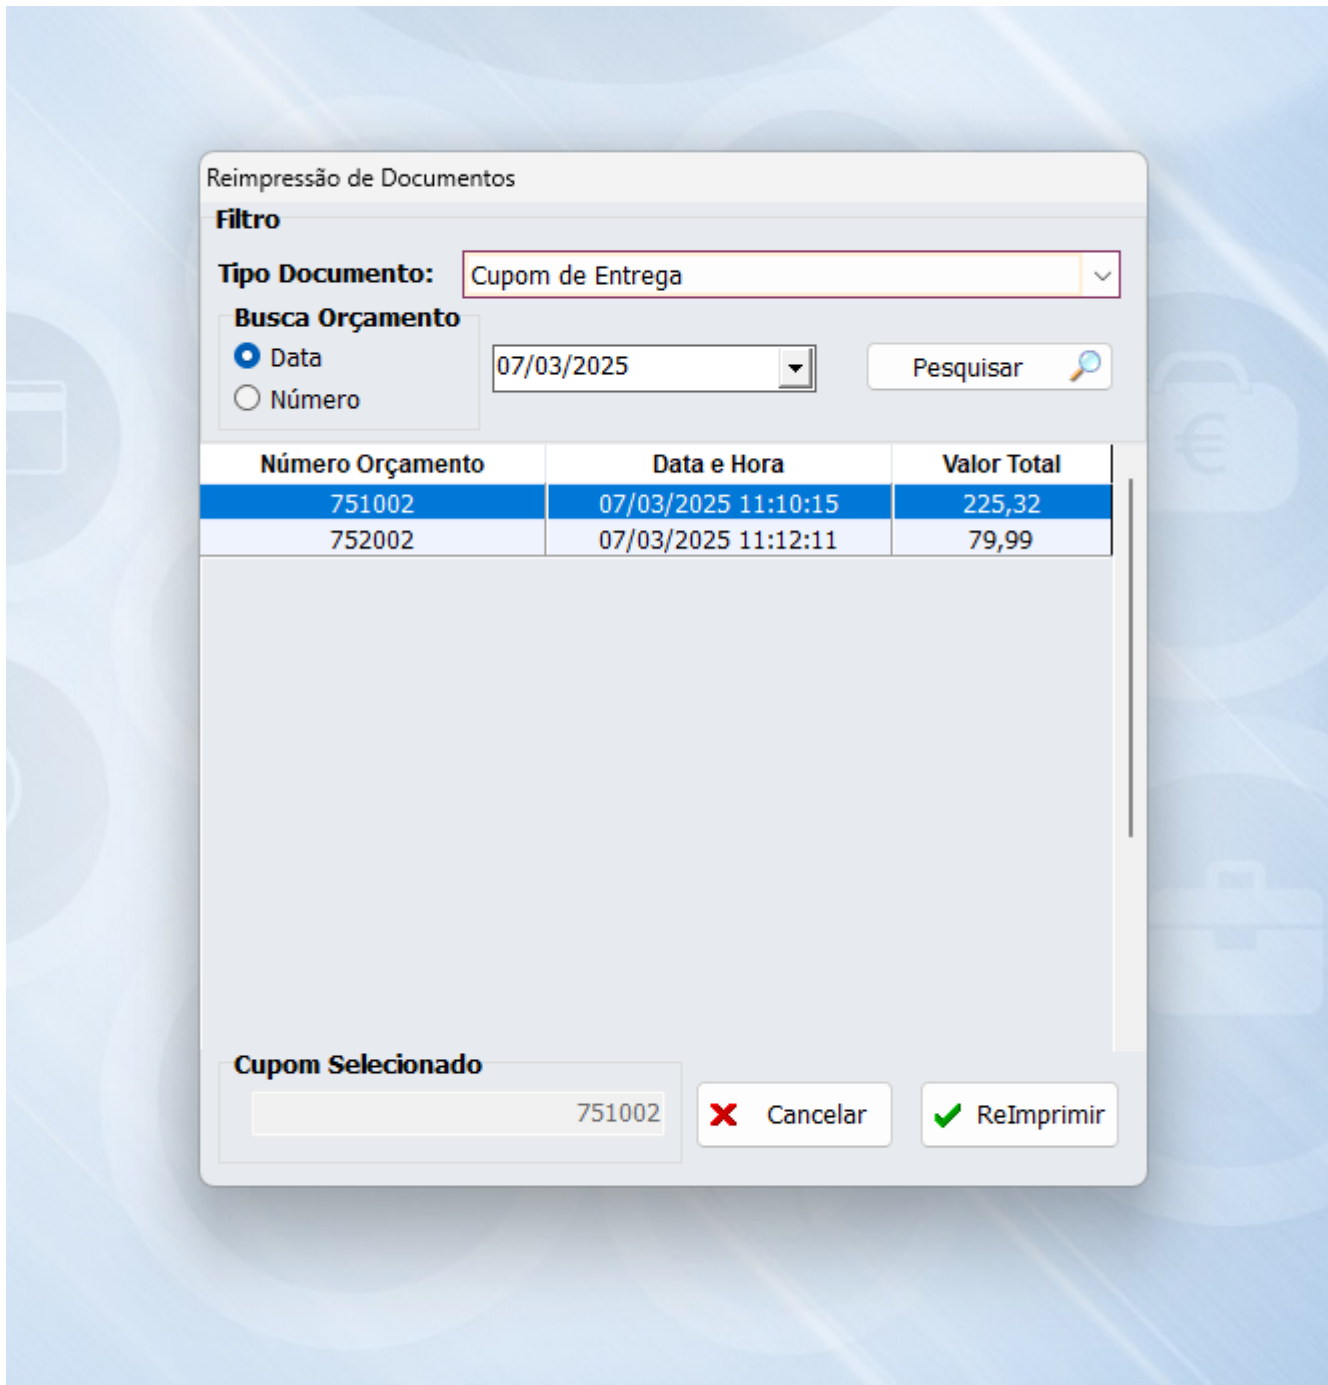 Reimpressão de Documentos
Filtro
Tipo Documento: Cupom de Entrega
Busca Orçamento
Data
07/03/2025
Pesquisar
Número
Número Orçamento Data e Hora Valor Total
751002 07/03/2025 11:10:15 225,32
752002 07/03/2025 11:12:11 79,99
Cupom Selecionado
751002
Cancelar
ReImprimir